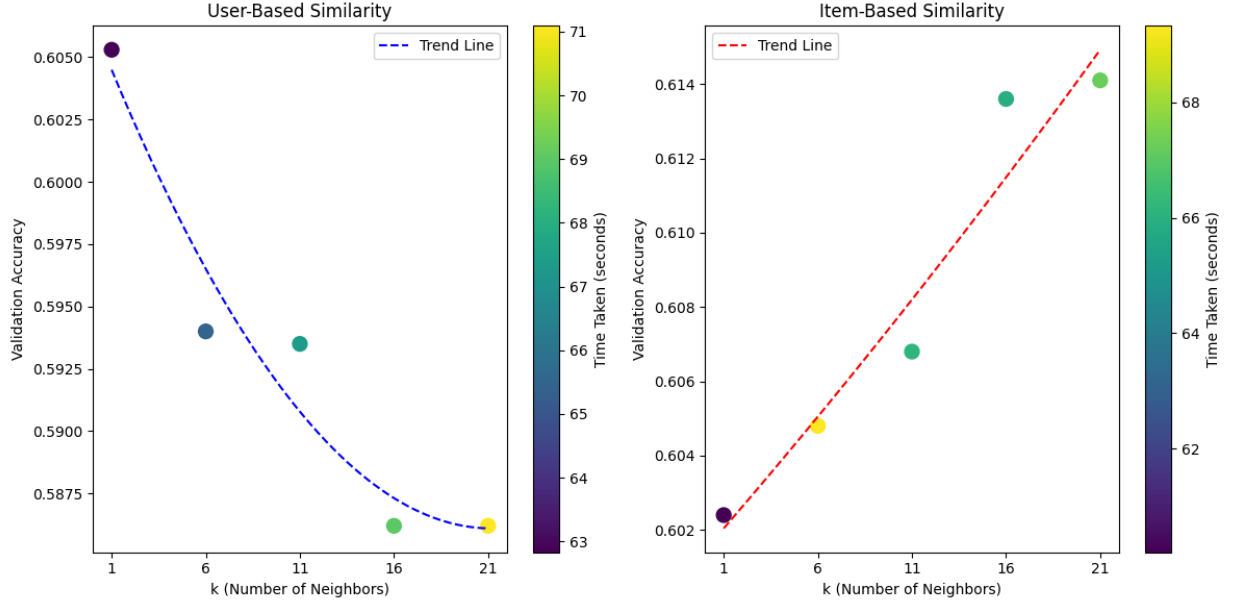 User-Based Similarity
Trend Line
0.6050
0.6025
0.6000
0.5975
0.5950
0.5925
0.5900
0.5875
Validation Accuracy
1 6 11 16 21
k (Number of Neighbors)
71
70
69
68
67
66
65
64
63
Time Taken (seconds)
Item-Based Similarity
Trend Line
0.614
0.612
0.610
0.608
0.606
0.604
0.602
Validation Accuracy
1 6 11 16 21
k (Number of Neighbors)
68
66
64
62
Time Taken (seconds)